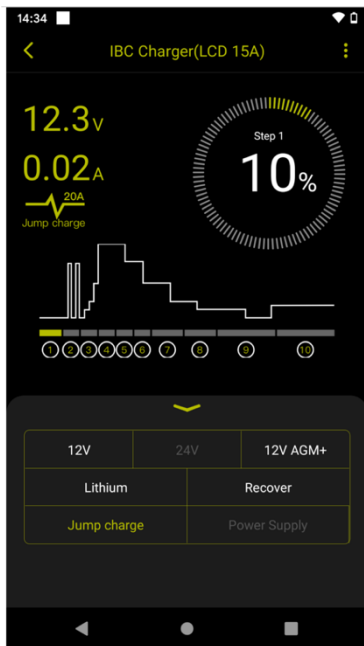 14:34
IBC Charger(LCD 15A)
12.3V
0.02A
20A
Jump charge
Step 1
10%
1 2 3 4 5 6 7 8 9 10
12V 24V 12V AGM+
Lithium Recover
Jump charge Power Supply